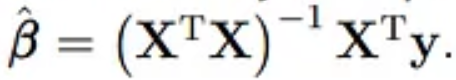 β̂ = (XᵀX)⁻¹ Xᵀy.